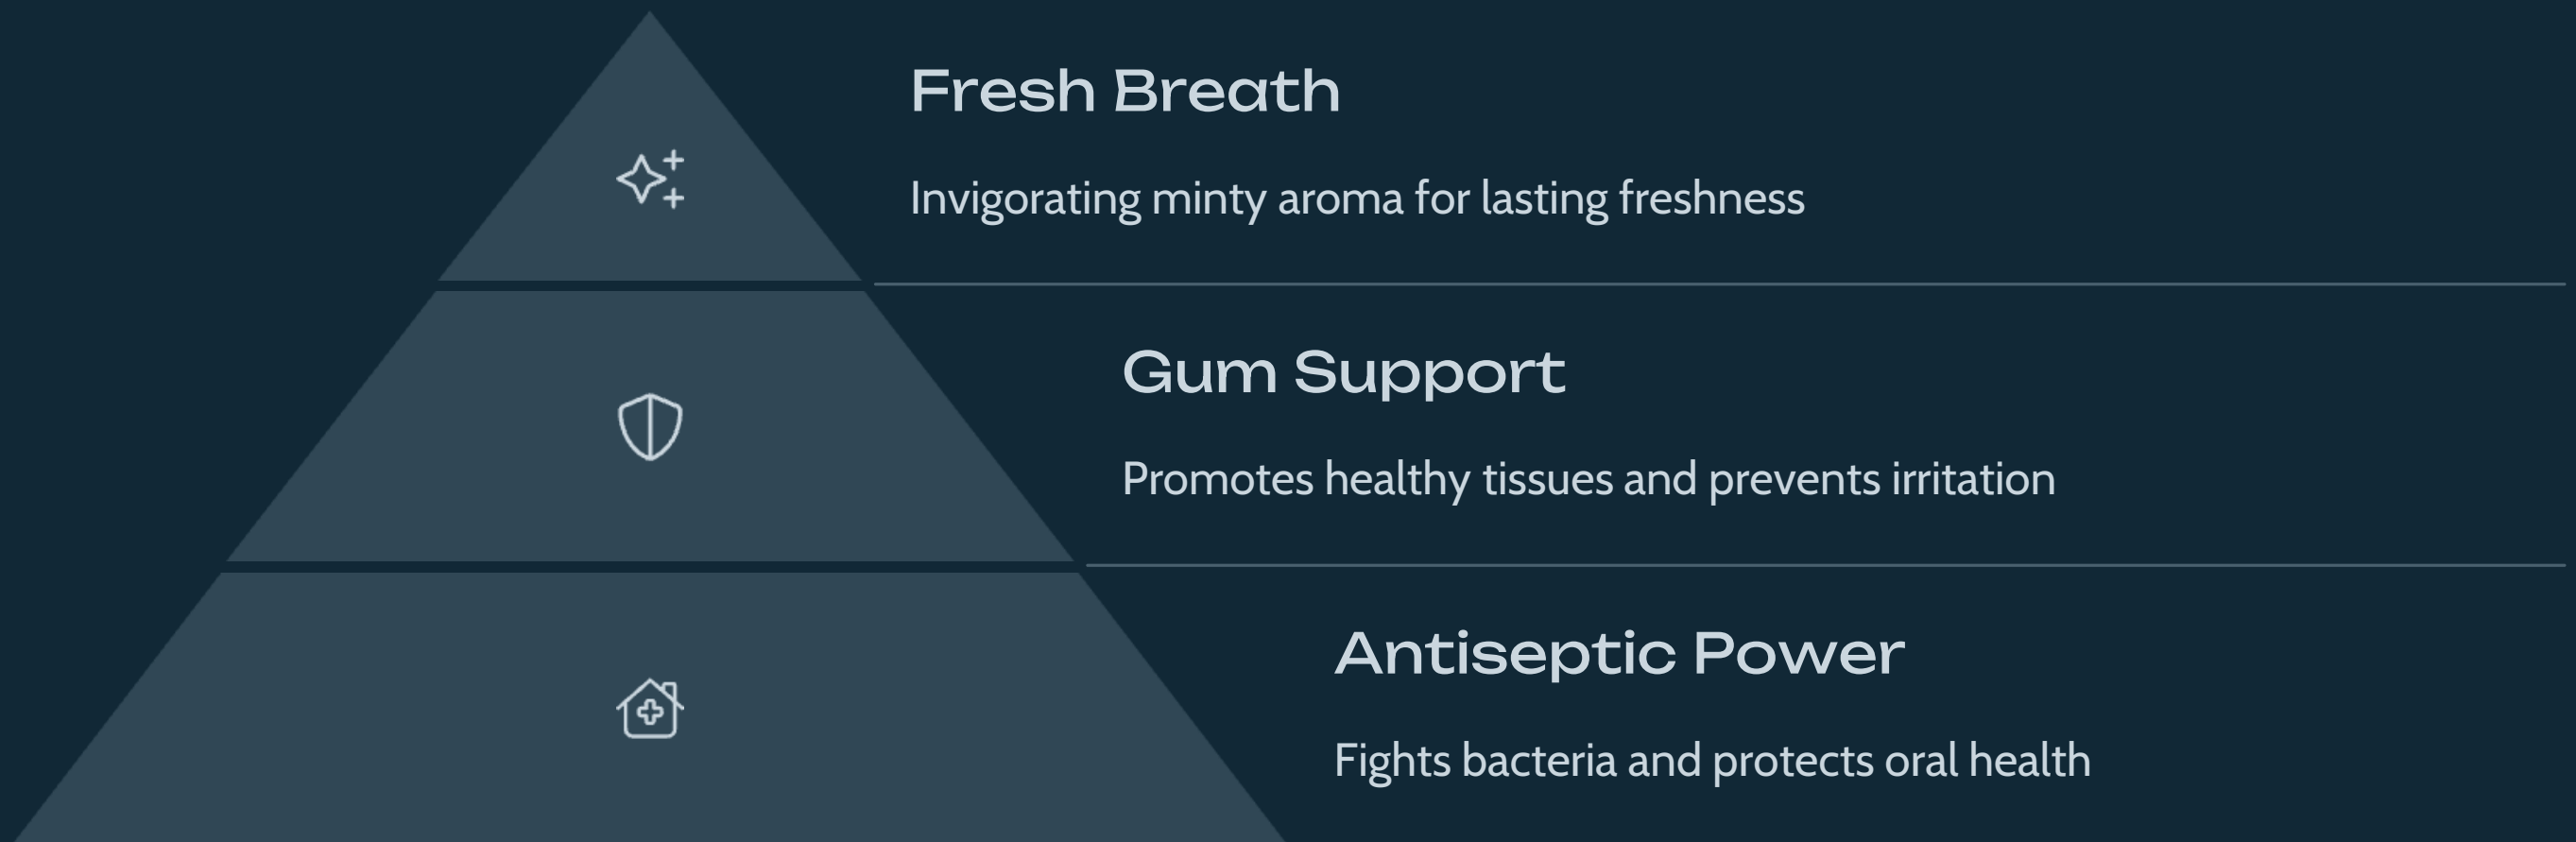 Fresh Breath
Invigorating minty aroma for lasting freshness
Gum Support
Promotes healthy tissues and prevents irritation
Antiseptic Power
Fights bacteria and protects oral health